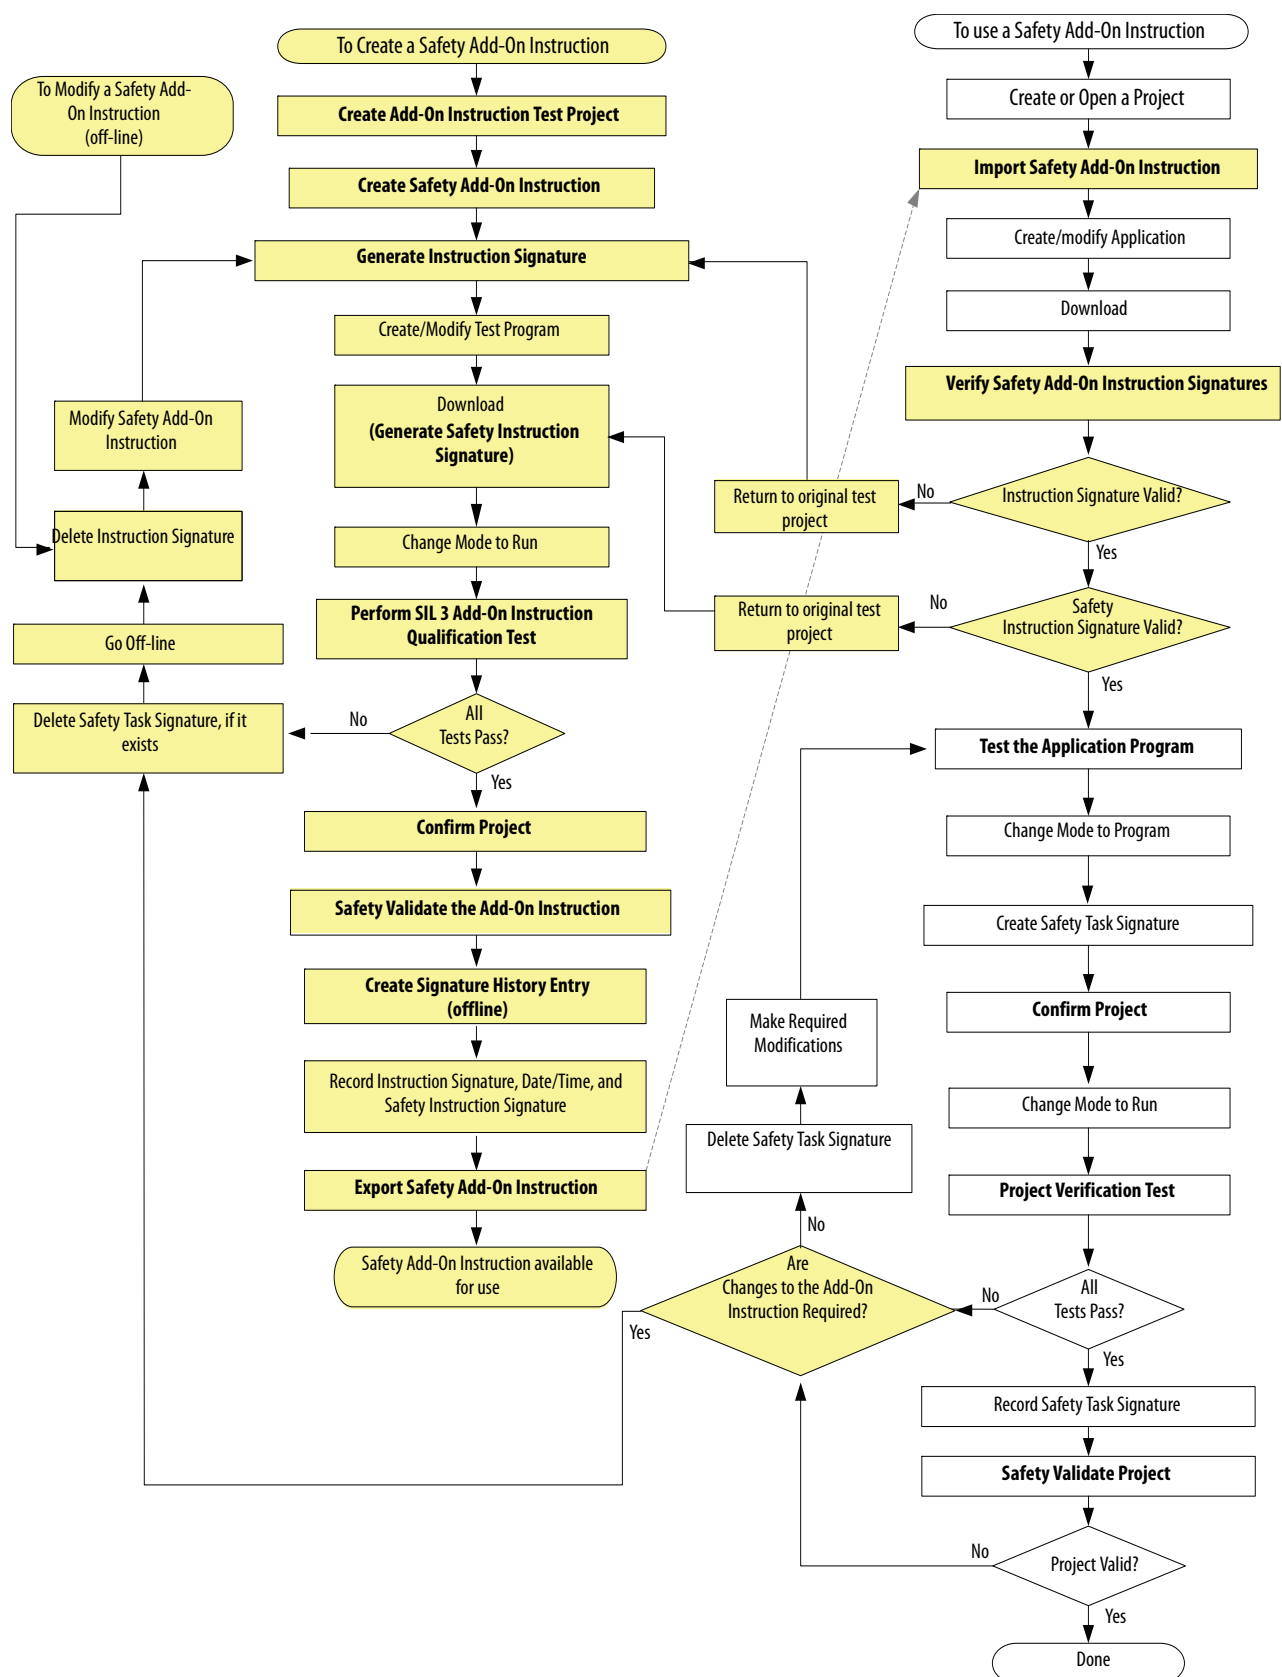 To Create a Safety Add-On Instruction
To Modify a Safety Add-
On Instruction
(off-line)
Create Add-On Instruction Test Project
Create Safety Add-On Instruction
Generate Instruction Signature
Create/Modify Test Program
Modify Safety Add-On
Instruction
Download
(Generate Safety Instruction
Signature)
Delete Instruction Signature
Change Mode to Run
Go Off-line
Perform SIL 3 Add-On Instruction
Qualification Test
Delete Safety Task Signature, if it
exists
No
All
Tests Pass?
Yes
Confirm Project
Safety Validate the Add-On Instruction
Create Signature History Entry
(offline)
Record Instruction Signature, Date/Time, and
Safety Instruction Signature
Export Safety Add-On Instruction
Safety Add-On Instruction available
for use
To use a Safety Add-On Instruction
Create or Open a Project
Import Safety Add-On Instruction
Create/modify Application
Download
Verify Safety Add-On Instruction Signatures
Instruction Signature Valid?
No
Return to original test
project
Yes
Safety
Instruction Signature Valid?
No
Return to original test
project
Yes
Test the Application Program
Change Mode to Program
Create Safety Task Signature
Confirm Project
Change Mode to Run
Project Verification Test
All
Tests Pass?
No
Are
Changes to the Add-On
Instruction Required?
Yes
No
Delete Safety Task Signature
Make Required
Modifications
Yes
Record Safety Task Signature
Safety Validate Project
Project Valid?
No
Yes
Done